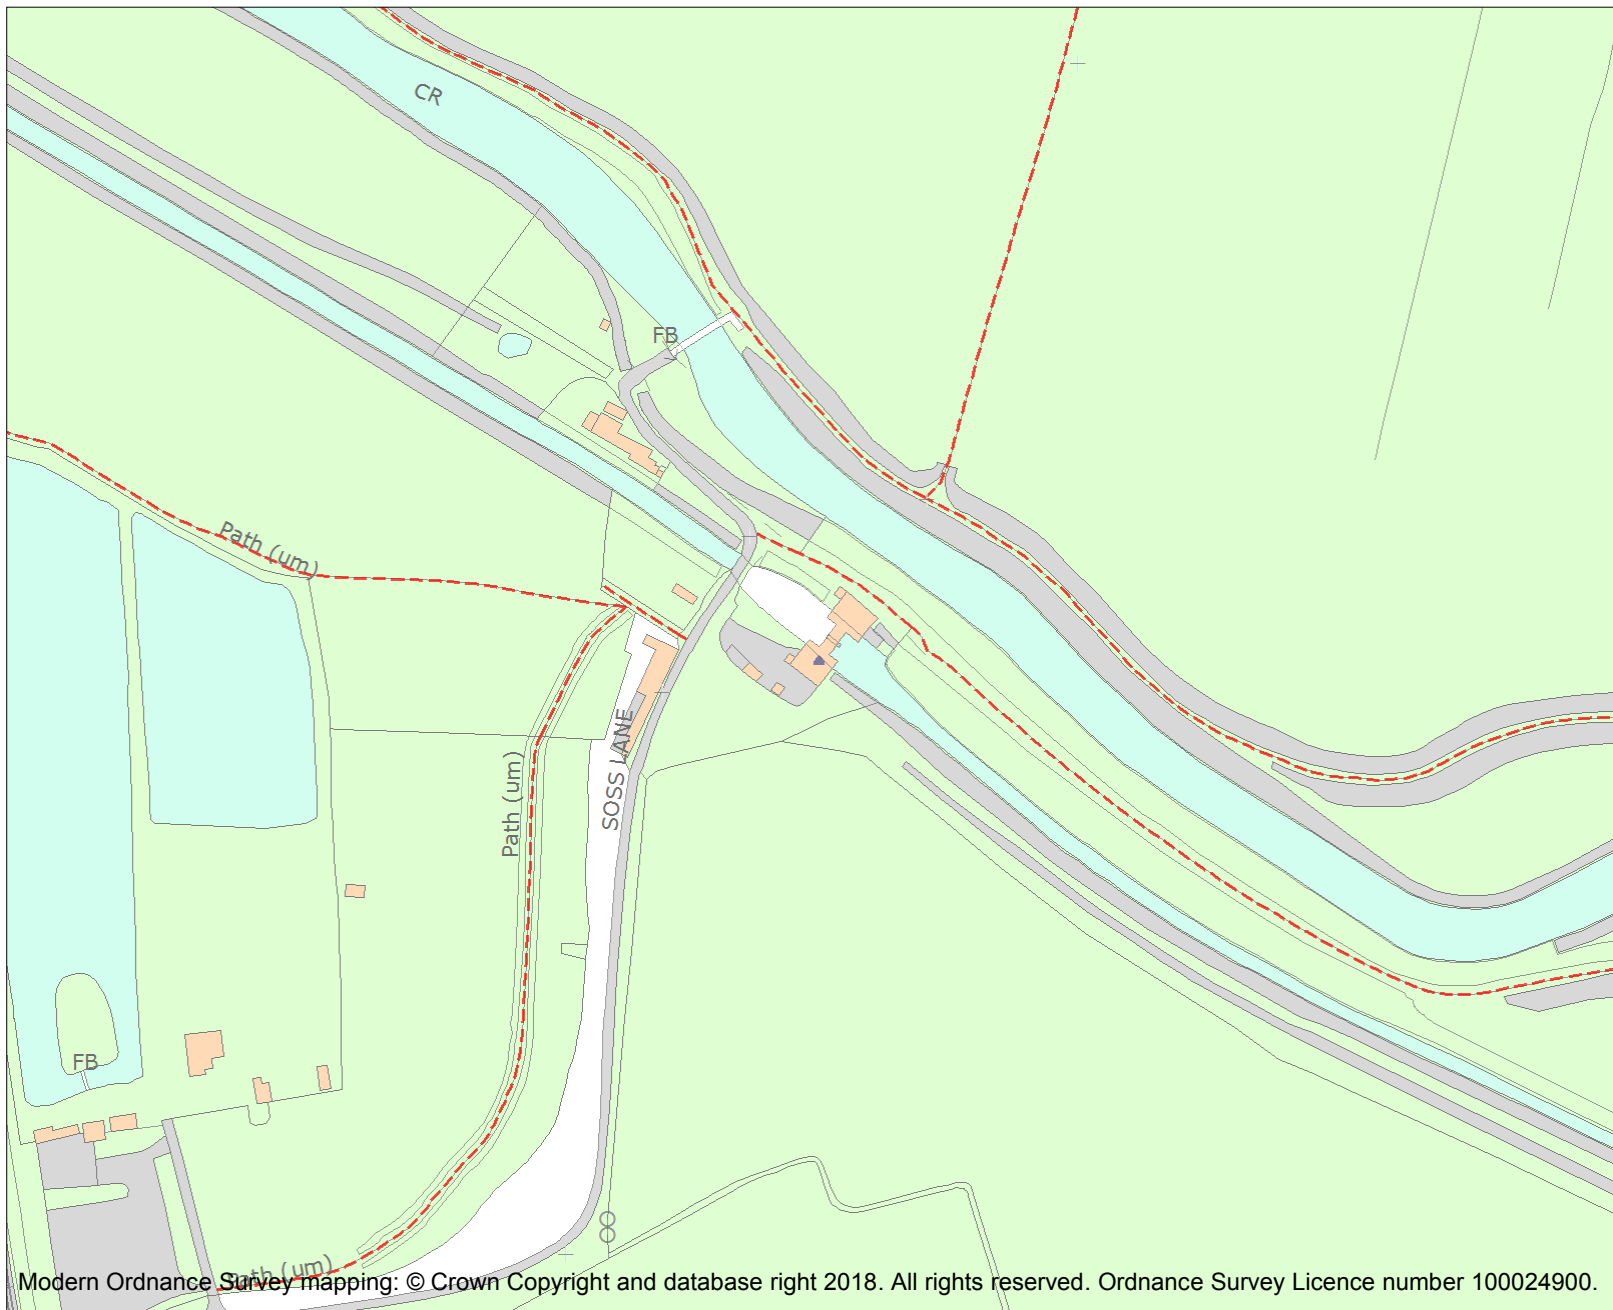 CR
FB
Path (um)
SOSS LANE
Path (um)
FB
Path (um)
Modern Ordnance Survey mapping: © Crown Copyright and database right 2018. All rights reserved. Ordnance Survey Licence number 100024900.